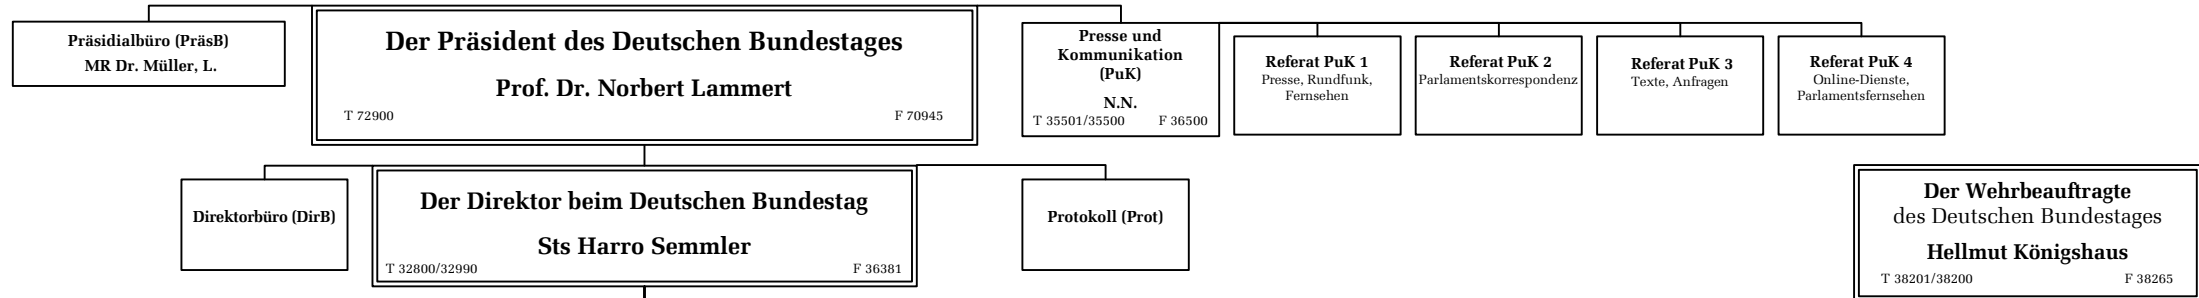 Präsidialbüro (PräsB)
MR Dr. Müller, L.
Der Präsident des Deutschen Bundestages
Prof. Dr. Norbert Lammert
T 72900 F 70945
Presse und
Kommunikation
(PuK)
N.N.
T 35501/35500 F 36500
Referat PuK 1
Presse, Rundfunk,
Fernsehen
Referat PuK 2
Parlamentskorrespondenz
Referat PuK 3
Texte, Anfragen
Referat PuK 4
Online-Dienste,
Parlamentsfernsehen
Direktorbüro (DirB)
Der Direktor beim Deutschen Bundestag
Sts Harro Semmler
T 32800/32990 F 36381
Protokoll (Prot)
Der Wehrbeauftragte
des Deutschen Bundestages
Hellmut Königshaus
T 38201/38200 F 38265